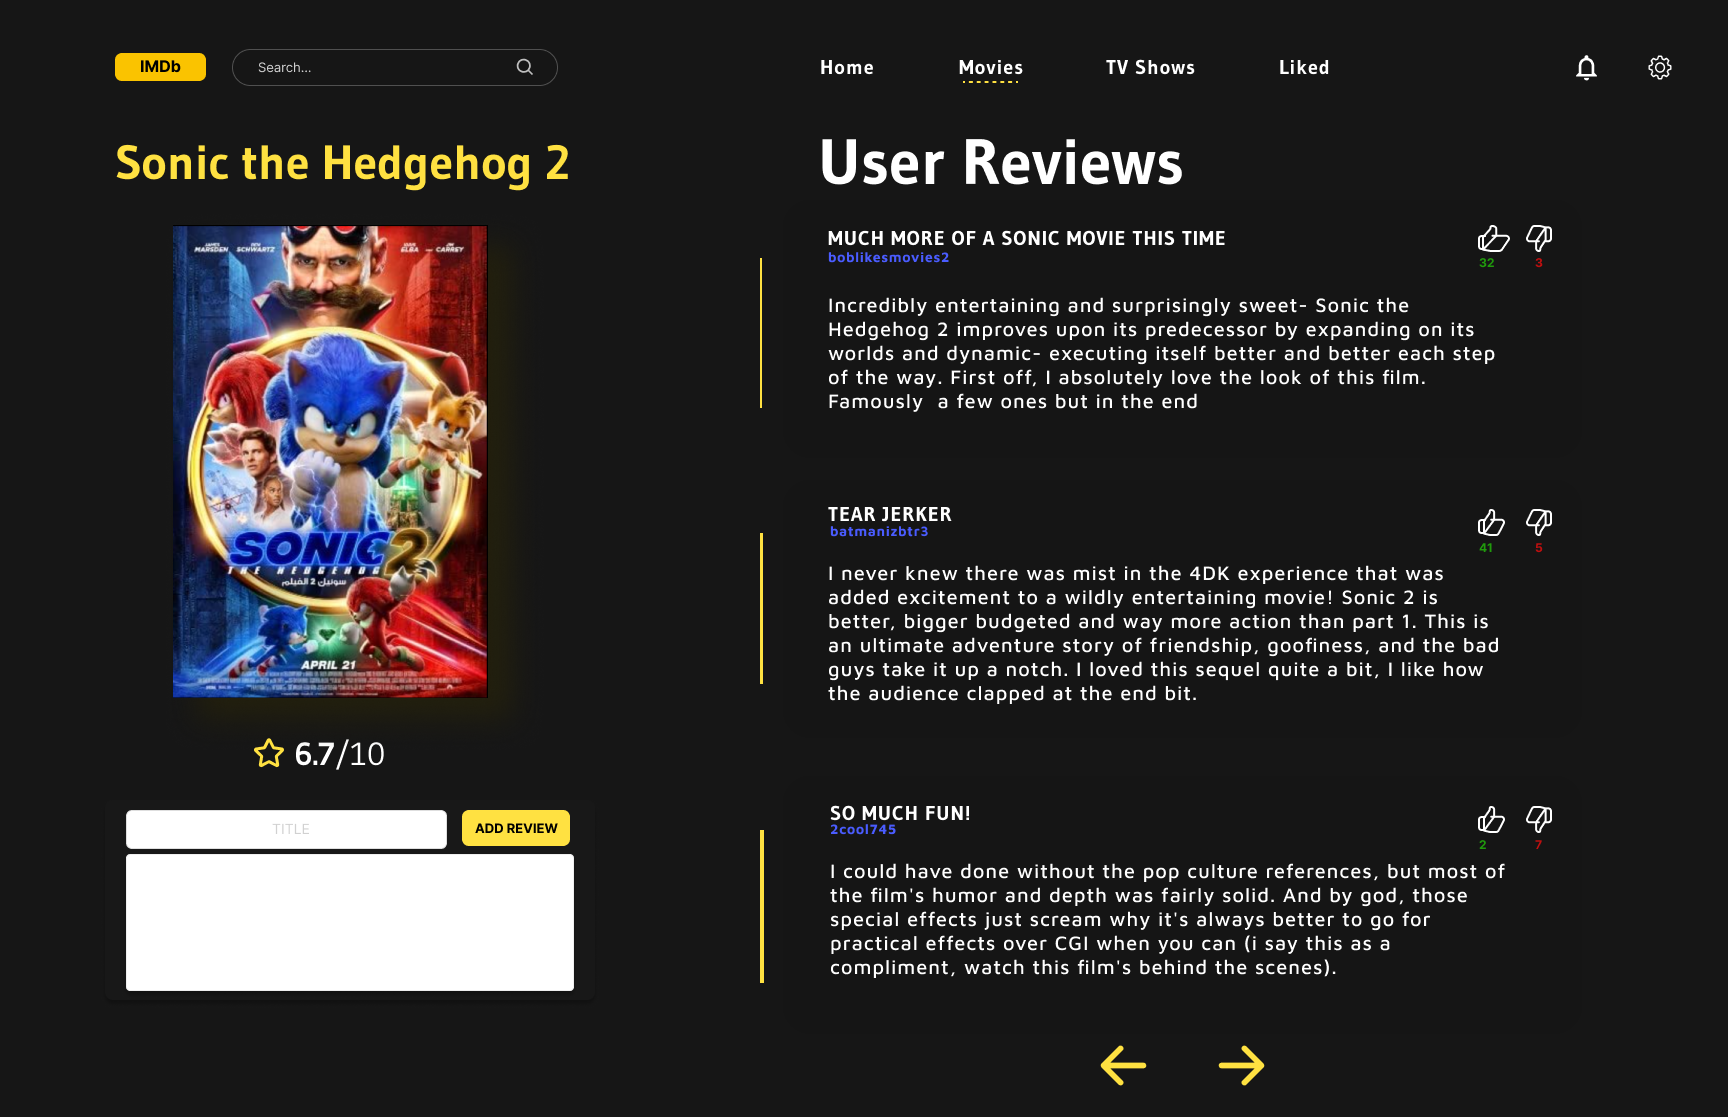 IMDb
Search...
Home
Movies
TV Shows
Liked
Sonic the Hedgehog 2
JAMES MARSDEN
BEN SCHWARTZ
IDRIS ELBA
AND JIM CARREY
SONIC 2
THE HEDGEHOG
سونيك 2 الفيلم
APRIL 21
6.7/10
TITLE
ADD REVIEW
User Reviews
MUCH MORE OF A SONIC MOVIE THIS TIME
boblikesmovies2
32
3
Incredibly entertaining and surprisingly sweet- Sonic the
Hedgehog 2 improves upon its predecessor by expanding on its
worlds and dynamic- executing itself better and better each step
of the way. First off, I absolutely love the look of this film.
Famously  a few ones but in the end
TEAR JERKER
batmanizbtr3
41
5
I never knew there was mist in the 4DK experience that was
added excitement to a wildly entertaining movie! Sonic 2 is
better, bigger budgeted and way more action than part 1. This is
an ultimate adventure story of friendship, goofiness, and the bad
guys take it up a notch. I loved this sequel quite a bit, I like how
the audience clapped at the end bit.
SO MUCH FUN!
2cool745
2
7
I could have done without the pop culture references, but most of
the film's humor and depth was fairly solid. And by god, those
special effects just scream why it's always better to go for
practical effects over CGI when you can (i say this as a
compliment, watch this film's behind the scenes).